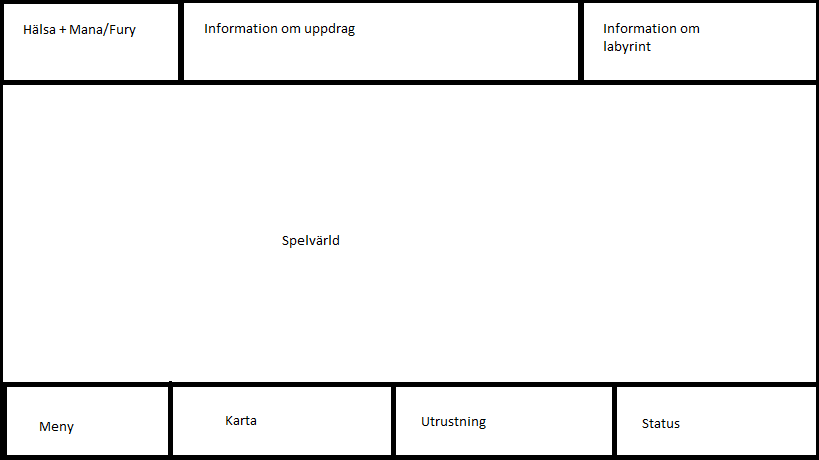 Hälsa + Mana/Fury
Information om uppdrag
Information om
labyrint
Spelvärld
Meny
Karta
Utrustning
Status